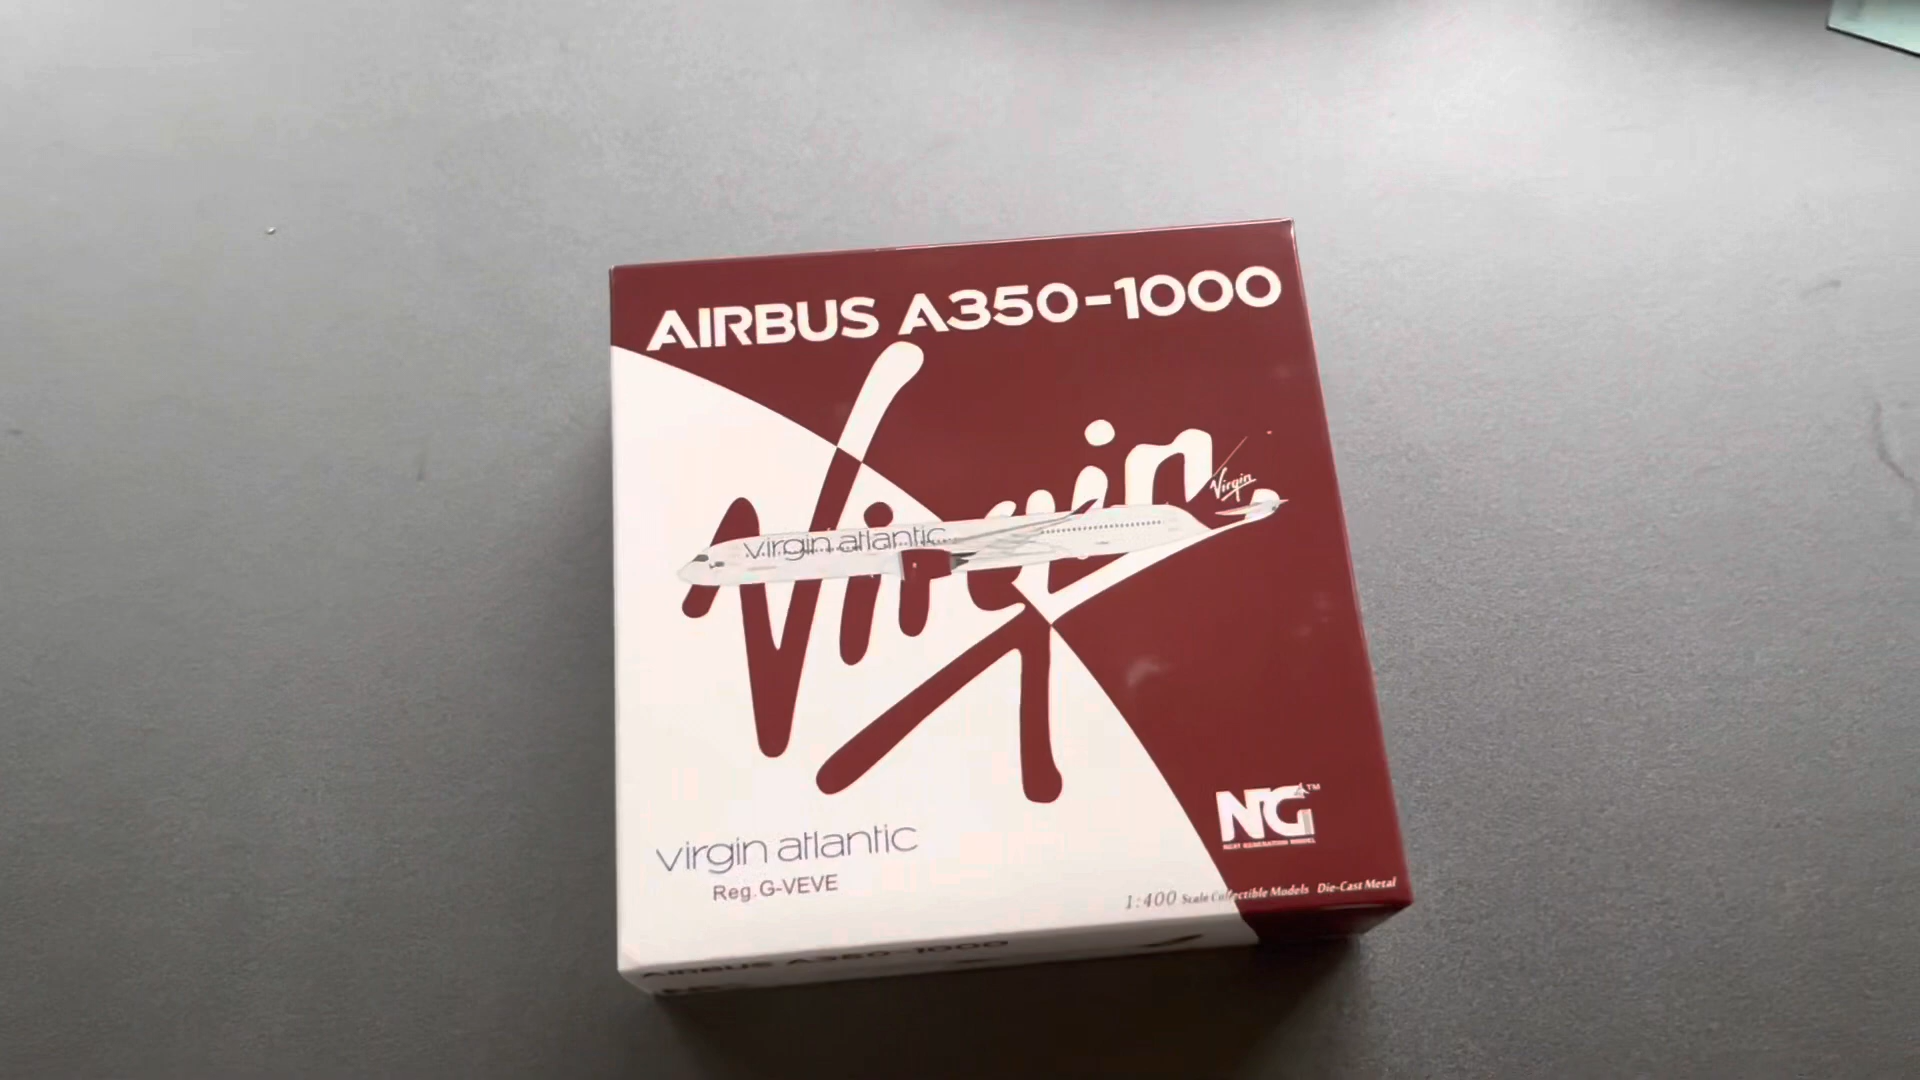 AIRBUS A350-1000
Virgin
Virgin
virgin atlantic
virgin atlantic
Reg.G-VEVE
NG™
NEXT GENERATION MODEL
1:400 Scale Collectible Models Die-Cast Metal
AIRBUS A350-1000